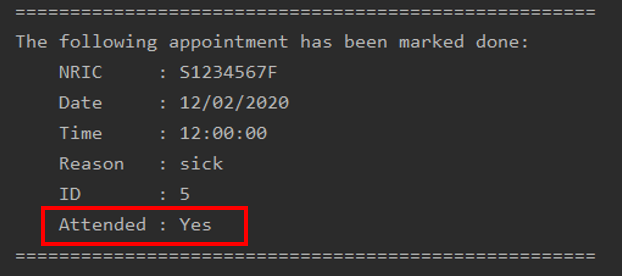 ======================================================
The following appointment has been marked done:
NRIC : S1234567F
Date : 12/02/2020
Time : 12:00:00
Reason : sick
ID : 5
Attended : Yes
======================================================